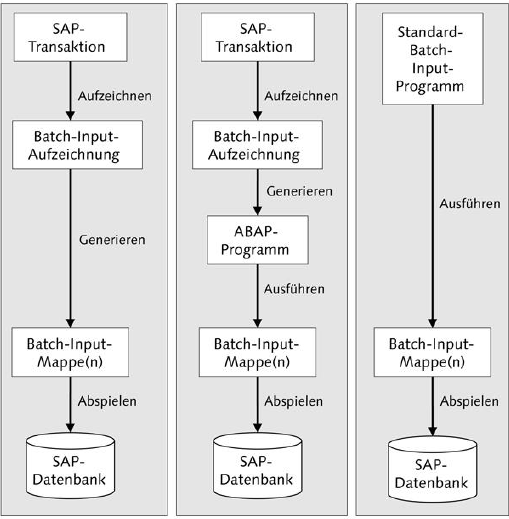 SAP-
Transaktion
Aufzeichnen
Batch-Input-
Aufzeichnung
Generieren
Batch-Input-
Mappe(n)
Abspielen
SAP-
Datenbank
SAP-
Transaktion
Aufzeichnen
Batch-Input-
Aufzeichnung
Generieren
ABAP-
Programm
Ausführen
Batch-Input-
Mappe(n)
Abspielen
SAP-
Datenbank
Standard-
Batch-
Input-
Programm
Ausführen
Batch-Input-
Mappe(n)
Abspielen
SAP-
Datenbank